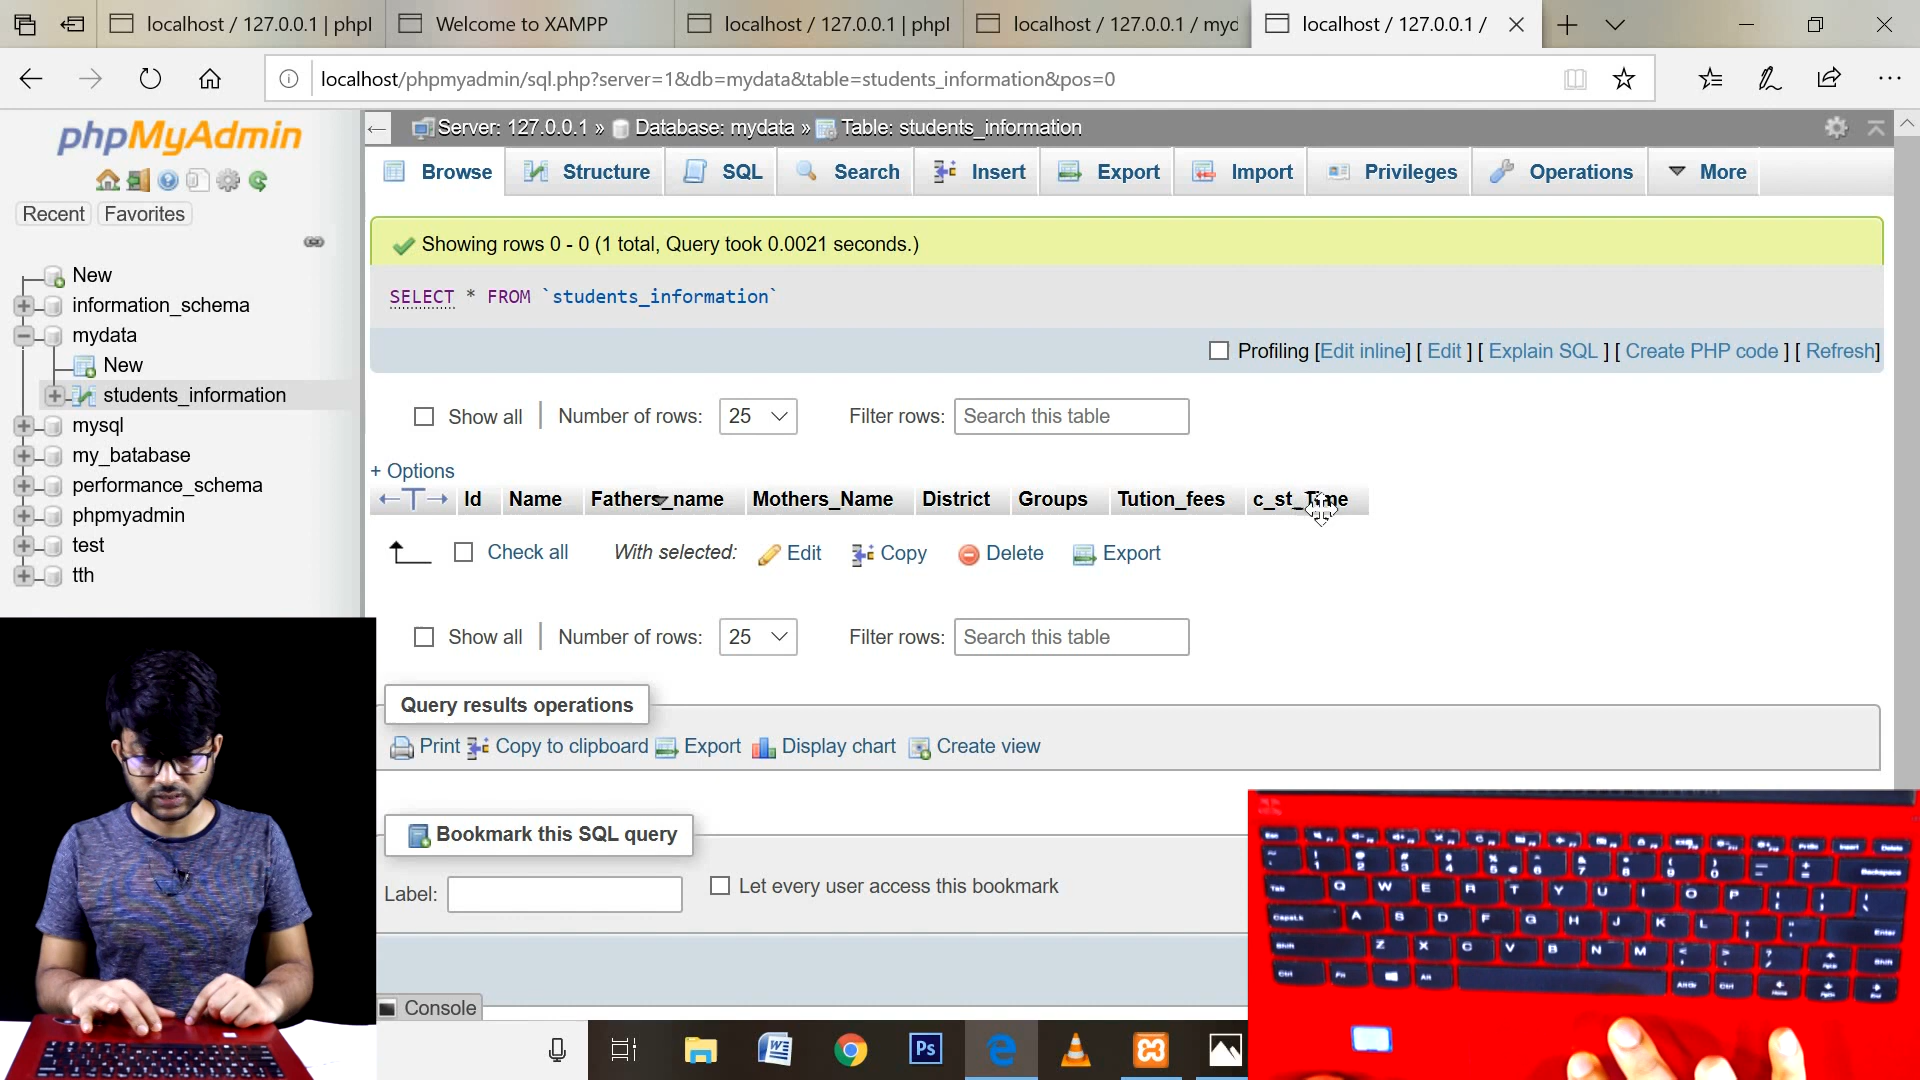 localhost / 127.0.0.1 | phpl
Welcome to XAMPP
localhost / 127.0.0.1 | phpl
localhost / 127.0.0.1 / myd
localhost / 127.0.0.1 /
localhost/phpmyadmin/sql.php?server=1&db=mydata&table=students_information&pos=0
phpMyAdmin
Recent Favorites
New
information_schema
mydata
New
students_information
mysql
my_batabase
performance_schema
phpmyadmin
test
tth
Server: 127.0.0.1 » Database: mydata » Table: students_information
Browse Structure SQL Search Insert Export Import Privileges Operations More
Showing rows 0 - 0 (1 total, Query took 0.0021 seconds.)
SELECT * FROM `students_information`
Profiling [Edit inline] [ Edit ] [ Explain SQL ] [ Create PHP code ] [ Refresh]
Show all | Number of rows: 25 Filter rows: Search this table
+ Options
Id Name Fathers_name Mothers_Name District Groups Tution_fees c_st_Time
Check all With selected: Edit Copy Delete Export
Show all | Number of rows: 25 Filter rows: Search this table
Query results operations
Print Copy to clipboard Export Display chart Create view
Bookmark this SQL query
Label: Let every user access this bookmark
Console
Ps
Q W E R T Y U I O P
A S D F G H J K L
Z X C V B N M